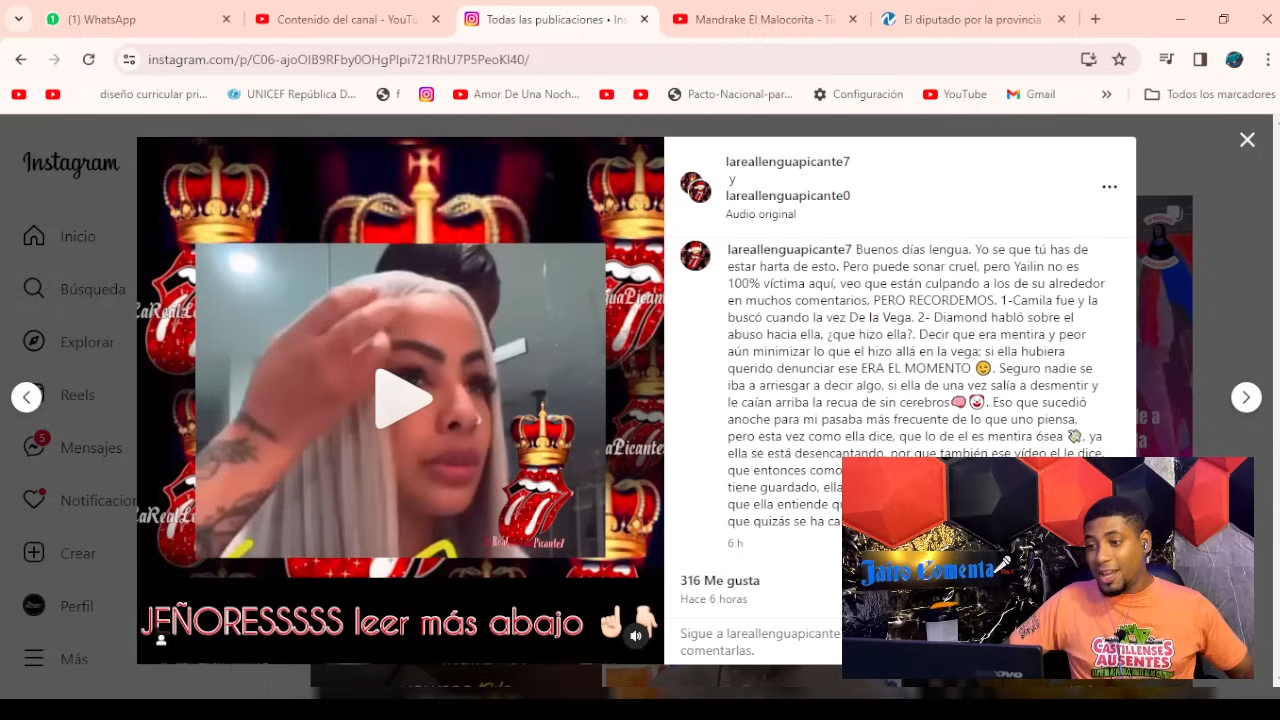 (1) WhatsApp
Contenido del canal - YouTu
Todas las publicaciones • Ins
Mandrake El Malocorita - Ti
El diputado por la provincia
instagram.com/p/C06-ajoOIB9RFby0OHgPlpi721RhU7P5PeoKI40/
diseño curricular pri...
UNICEF República D...
f
Amor De Una Noch...
Pacto-Nacional-par...
Configuración
YouTube
Gmail
Todos los marcadores
Instagram
Inicio
Búsqueda
Explorar
Reels
5
Mensajes
Notificacion
Crear
Perfil
Más
JEÑORESSSSS leer más abajo ☝🏻👇🏻
lareallenguapicante7
y
lareallenguapicante0
Audio original
lareallenguapicante7 Buenos días lengua. Yo se que tú has de
estar harta de esto. Pero puede sonar cruel, pero Yailin no es
100% víctima aquí, veo que están culpando a los de su alrededor
en muchos comentarios, PERO RECORDEMOS. 1-Camila fue y la
buscó cuando la vez De la Vega. 2- Diamond habló sobre el
abuso hacia ella, ¿que hizo ella?. Decir que era mentira y peor
aún minimizar lo que el hizo allá en la vega; si ella hubiera
querido denunciar ese ERA EL MOMENTO 😉. Seguro nadie se
iba a arriesgar a decir algo, si ella de una vez salía a desmentir y
le caían arriba la recua de sin cerebros🧠🤡. Eso que sucedió
anoche para mi pasaba más frecuente de lo que uno piensa,
pero esta vez como ella dice, que lo de el es mentira ósea 💸, ya
ella se está desencantando, por que también ese vídeo el le dice,
que entonces como
tiene guardado, ella
que ella entiende qu
que quizás se ha ca
6 h
316 Me gusta
Hace 6 horas
Sigue a lareallenguapicante
comentarlas.
Jairo Comenta
CASTILLENSES
AUSENTES